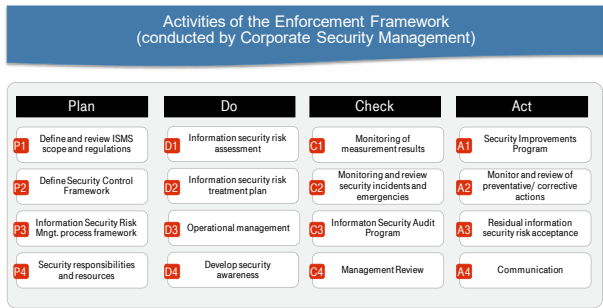 Activities of the Enforcement Framework
(conducted by Corporate Security Management)
Plan
Do
Check
Act
P1
Define and review ISMS
scope and regulations
D1
Information security risk
assessment
C1
Monitoring of
measurement results
A1
Security Improvements
Program
P2
Define Security Control
Framework
D2
Information security risk
treatment plan
C2
Monitoring and review
security incidents and
emergencies
A2
Monitor and review of
preventative/ corrective
actions
P3
Information Security Risk
Mngt. process framework
D3
Operational management
C3
Informaton Security Audit
Program
A3
Residual information
security risk acceptance
P4
Security responsibilities
and resources
D4
Develop security
awareness
C4
Management Review
A4
Communication